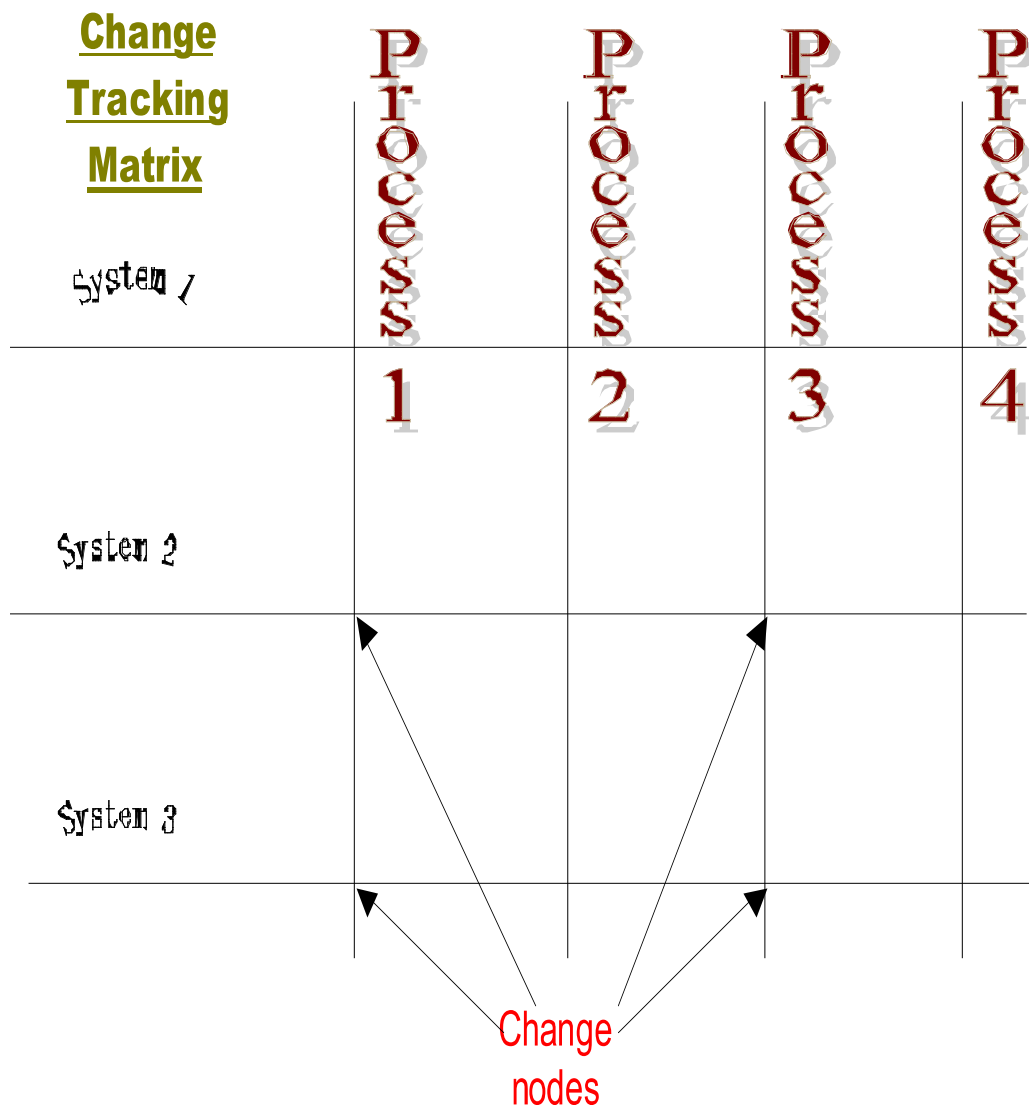 Change
Tracking
Matrix
Process 1
Process 2
Process 3
Process 4
System 1
System 2
System 3
Change
nodes